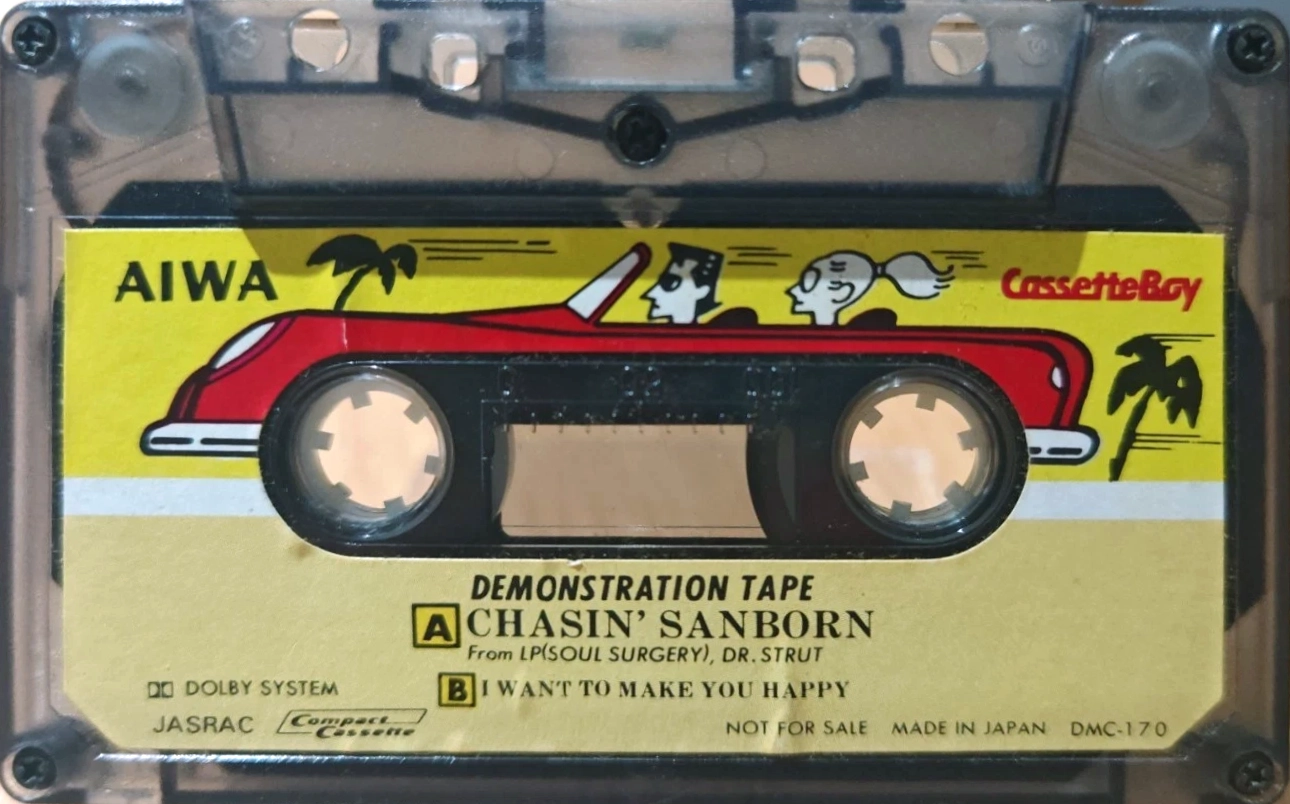 AIWA
CassetteBoy
DEMONSTRATION TAPE
A CHASIN' SANBORN
From LP(SOUL SURGERY), DR. STRUT
B I WANT TO MAKE YOU HAPPY
DOLBY SYSTEM
JASRAC Compact Cassette
NOT FOR SALE MADE IN JAPAN DMC-170